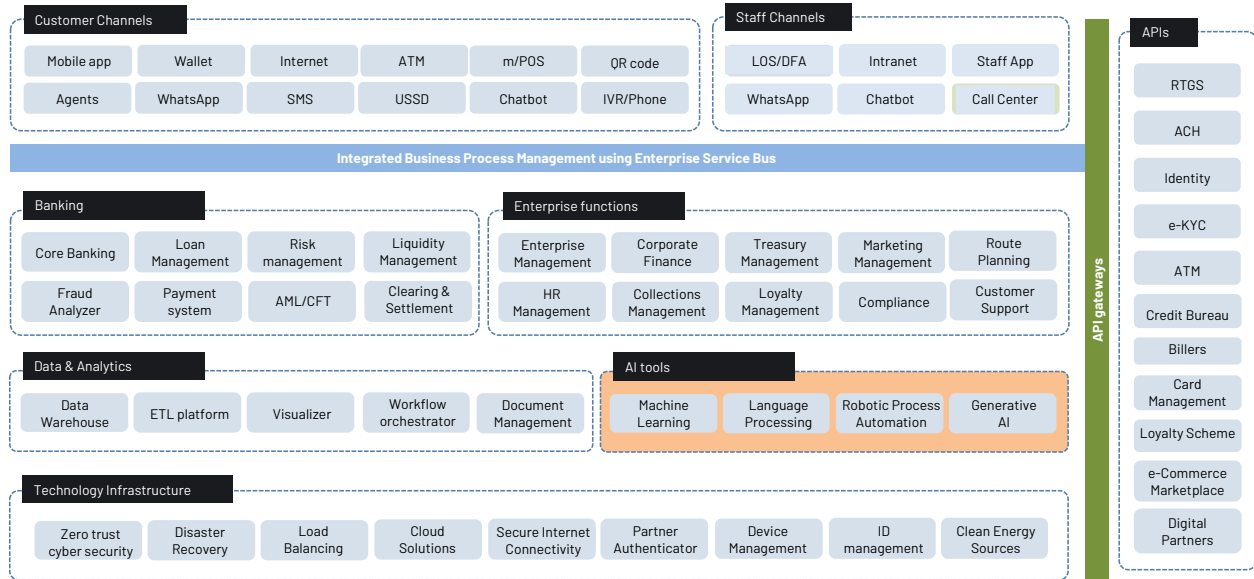 Customer Channels
Mobile app
Wallet
Internet
ATM
m/POS
QR code
Agents
WhatsApp
SMS
USSD
Chatbot
IVR/Phone
Staff Channels
LOS/DFA
Intranet
Staff App
WhatsApp
Chatbot
Call Center
Integrated Business Process Management using Enterprise Service Bus
Banking
Core Banking
Loan
Management
Risk
management
Liquidity
Management
Fraud
Analyzer
Payment
system
AML/CFT
Clearing &
Settlement
Enterprise functions
Enterprise
Management
Corporate
Finance
Treasury
Management
Marketing
Management
Route
Planning
HR
Management
Collections
Management
Loyalty
Management
Compliance
Customer
Support
Data & Analytics
Data
Warehouse
ETL platform
Visualizer
Workflow
orchestrator
Document
Management
AI tools
Machine
Learning
Language
Processing
Robotic Process
Automation
Generative
AI
Technology Infrastructure
Zero trust
cyber security
Disaster
Recovery
Load
Balancing
Cloud
Solutions
Secure Internet
Connectivity
Partner
Authenticator
Device
Management
ID
management
Clean Energy
Sources
API gateways
APIs
RTGS
ACH
Identity
e-KYC
ATM
Credit Bureau
Billers
Card
Management
Loyalty Scheme
e-Commerce
Marketplace
Digital
Partners